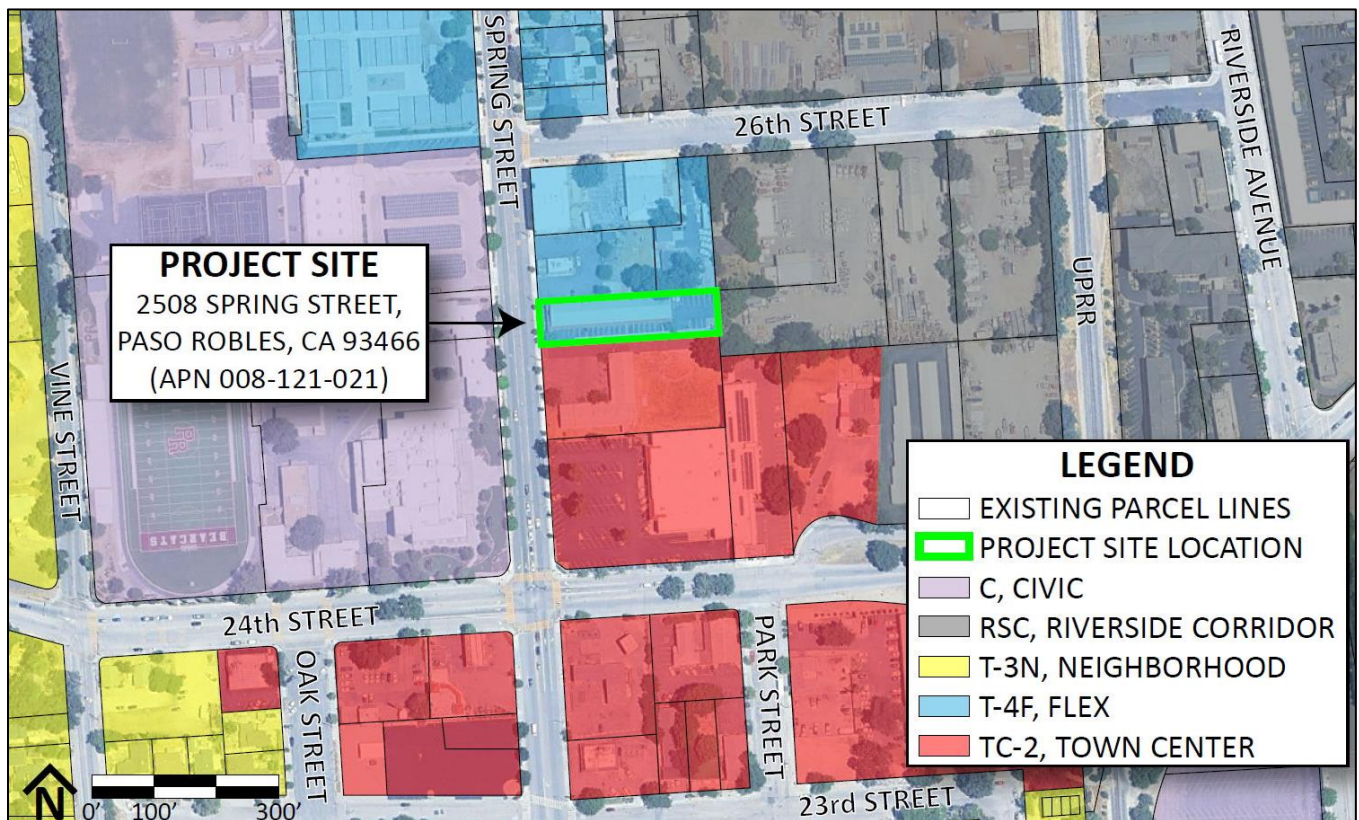 SPRING STREET
26th STREET
RIVERSIDE AVENUE
UPRR
PROJECT SITE
2508 SPRING STREET,
PASO ROBLES, CA 93466
(APN 008-121-021)
VINE STREET
PR
BEARCATS
24th STREET
OAK STREET
PARK STREET
23rd STREET
LEGEND
EXISTING PARCEL LINES
PROJECT SITE LOCATION
C, CIVIC
RSC, RIVERSIDE CORRIDOR
T-3N, NEIGHBORHOOD
T-4F, FLEX
TC-2, TOWN CENTER
N
0' 100' 300'